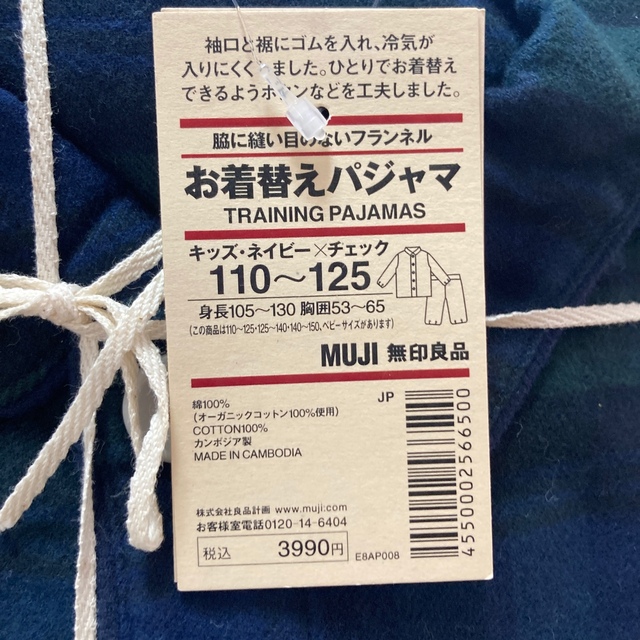 袖口と裾にゴムを入れ、冷気が
入りにくくしました。ひとりでお着替え
できるようボタンなどを工夫しました。
脇に縫い目のないフランネル
お着替えパジャマ
TRAINING PAJAMAS
キッズ・ネイビー×チェック
110〜125
身長105〜130 胸囲53〜65
(この商品は110〜125・125〜140・140〜150、ベビーサイズがあります)
MUJI 無印良品
綿100%
(オーガニックコットン100%使用)
COTTON100%
カンボジア製
MADE IN CAMBODIA
JP
4550002566500
株式会社良品計画 www.muji.com
お客様室電話0120-14-6404
税込 3990円
E8AP008